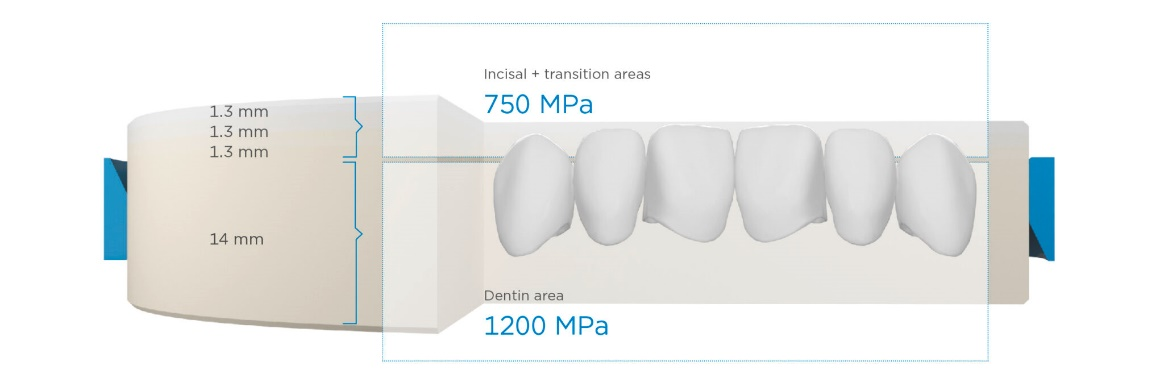 Incisal + transition areas
750 MPa
1.3 mm
1.3 mm
1.3 mm
14 mm
Dentin area
1200 MPa